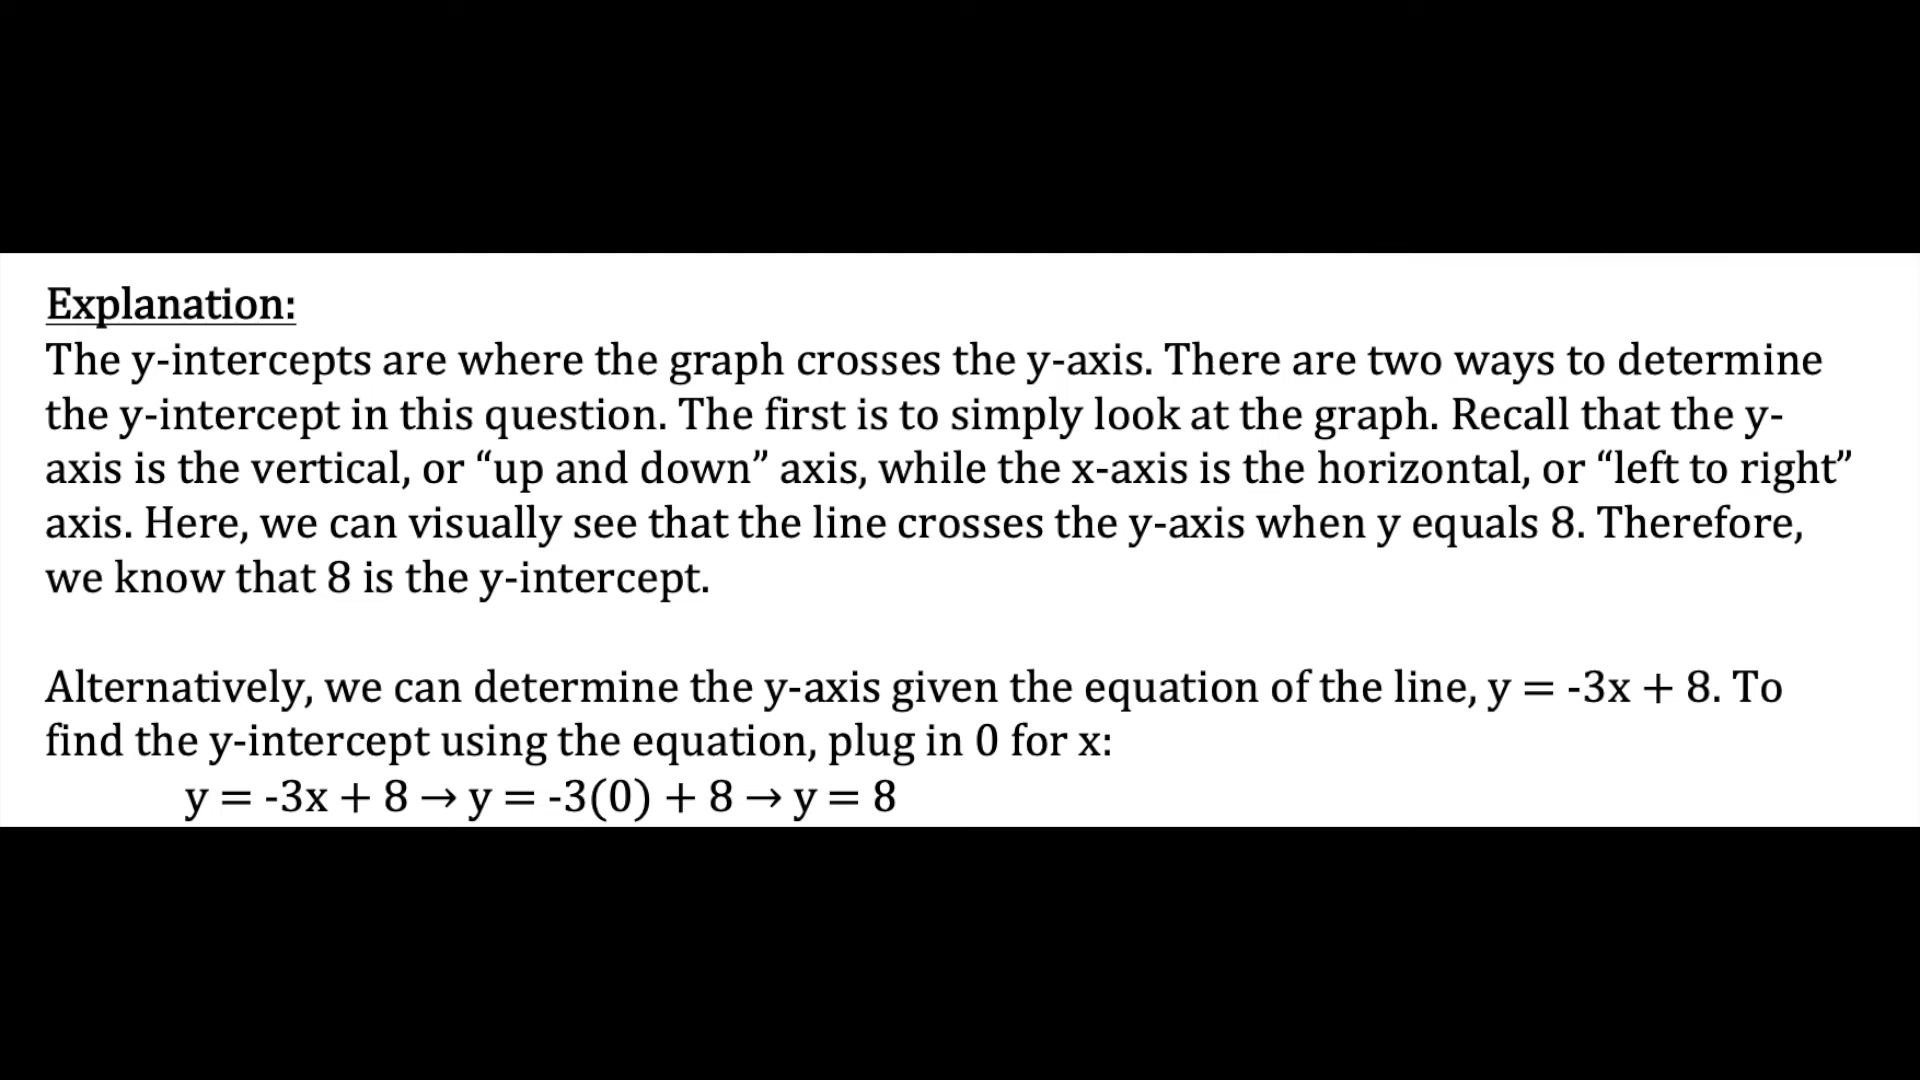 Explanation:
The y-intercepts are where the graph crosses the y-axis. There are two ways to determine
the y-intercept in this question. The first is to simply look at the graph. Recall that the y-
axis is the vertical, or “up and down” axis, while the x-axis is the horizontal, or “left to right”
axis. Here, we can visually see that the line crosses the y-axis when y equals 8. Therefore,
we know that 8 is the y-intercept.
Alternatively, we can determine the y-axis given the equation of the line, y = -3x + 8. To
find the y-intercept using the equation, plug in 0 for x:
y = -3x + 8 → y = -3(0) + 8 → y = 8